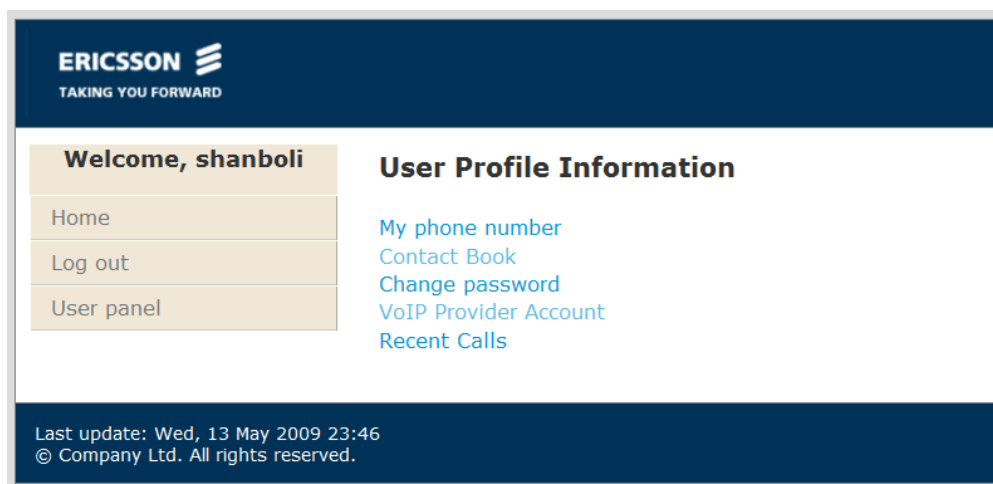 ERICSSON
TAKING YOU FORWARD
Welcome, shanboli
Home
Log out
User panel
User Profile Information
My phone number
Contact Book
Change password
VoIP Provider Account
Recent Calls
Last update: Wed, 13 May 2009 23:46
© Company Ltd. All rights reserved.